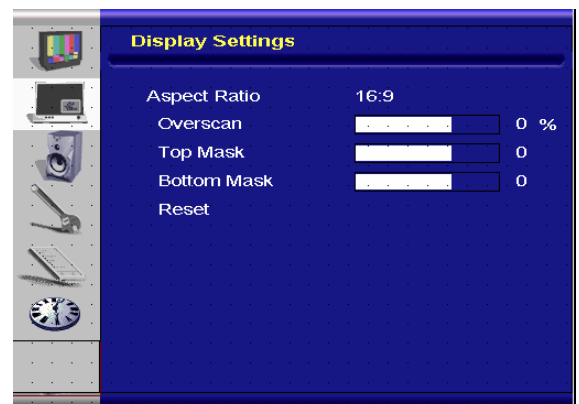 Display Settings
Aspect Ratio 16:9
Overscan 0 %
Top Mask 0
Bottom Mask 0
Reset